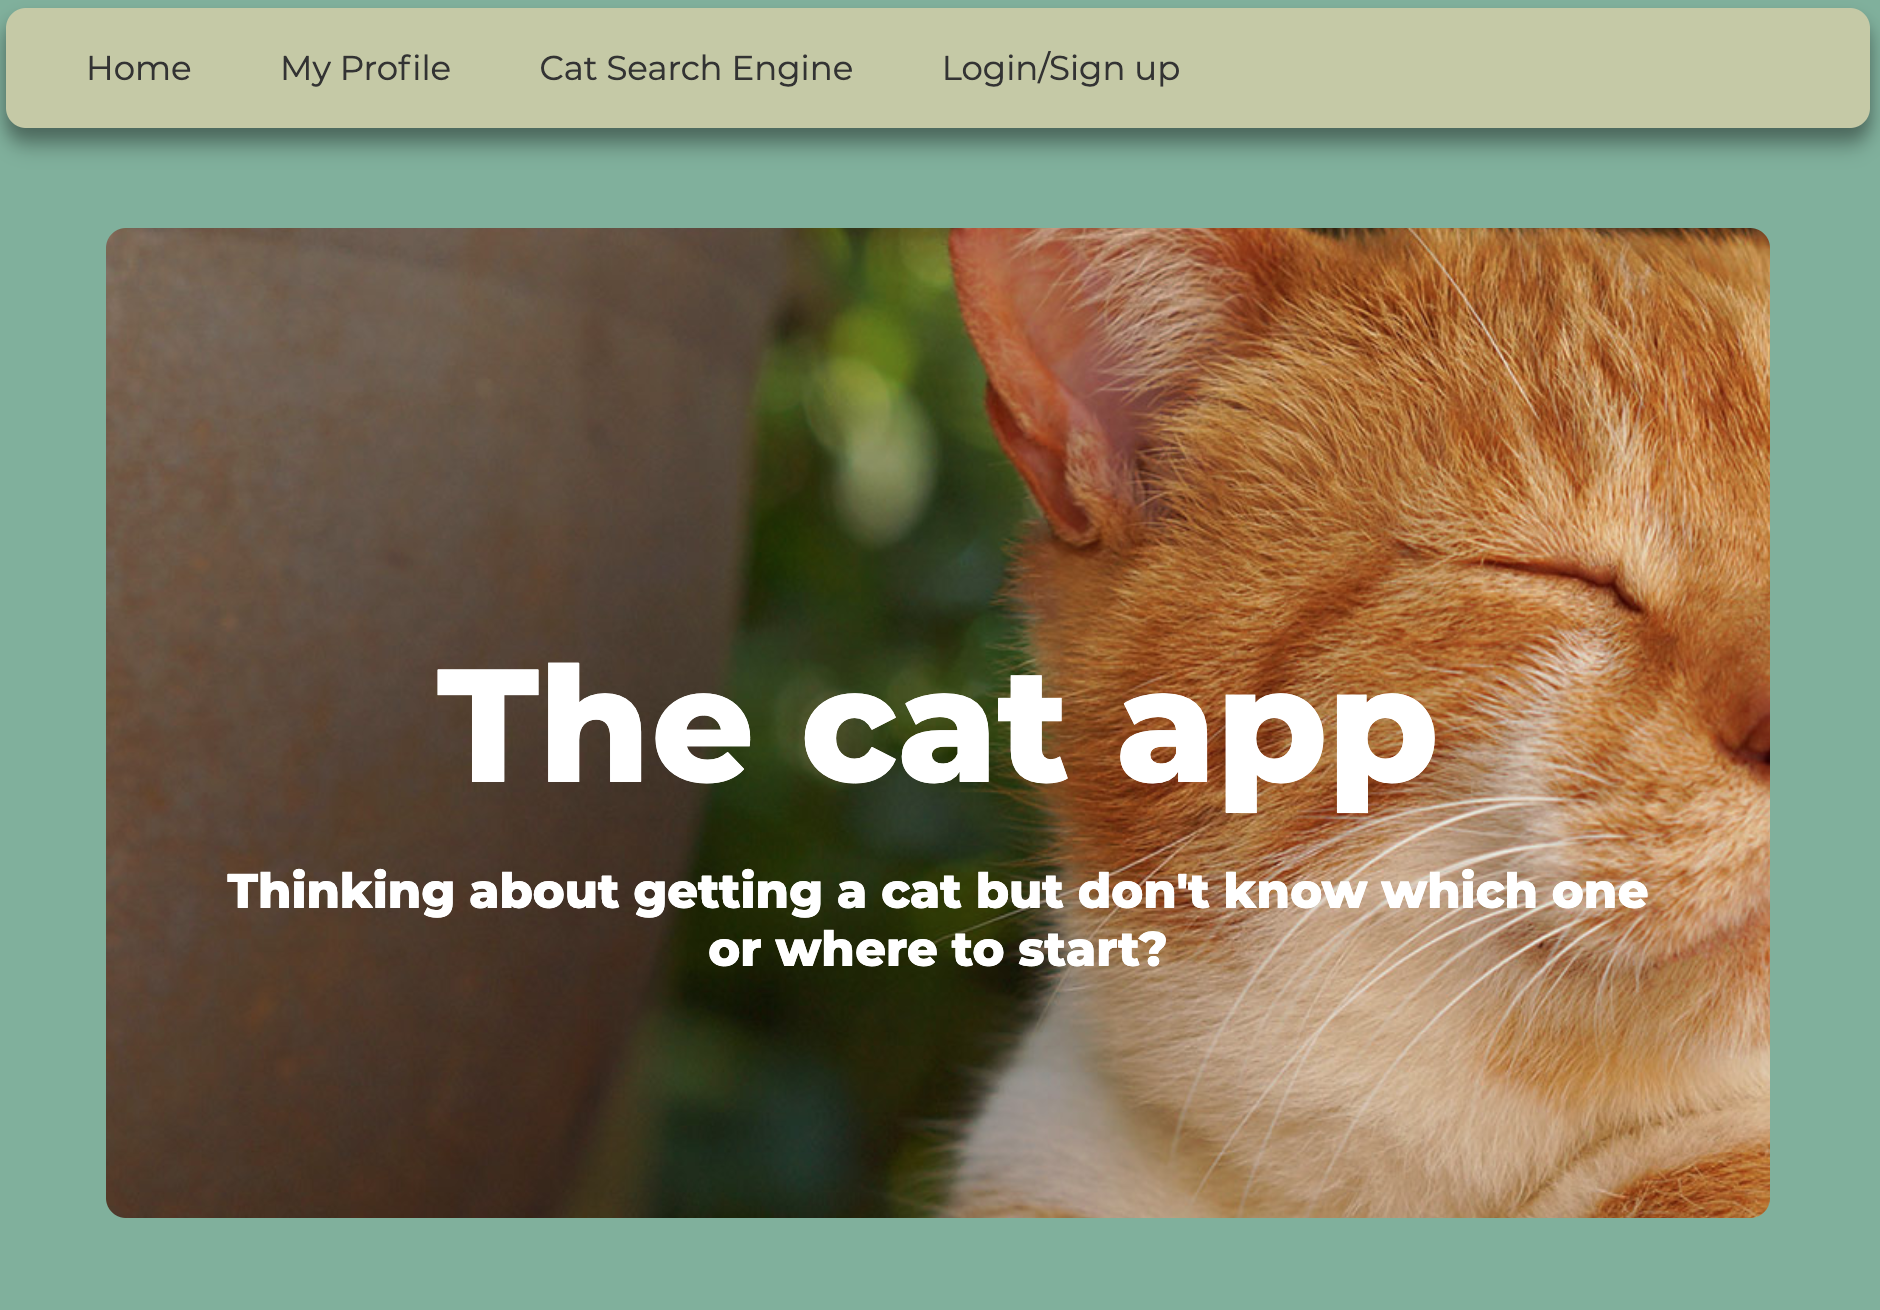 Home My Profile Cat Search Engine Login/Sign up
The cat app
Thinking about getting a cat but don't know which one
or where to start?